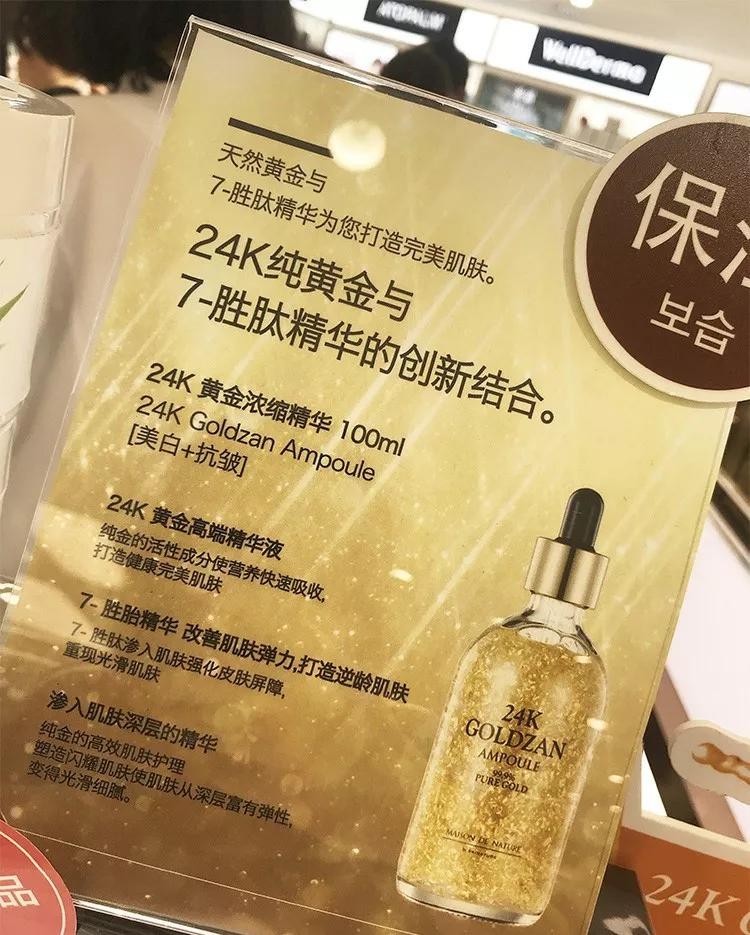 WellDerma
天然黄金与
7-胜肽精华为您打造完美肌肤。
24K纯黄金与
7-胜肽精华的创新结合。
24K 黄金浓缩精华 100ml
24K Goldzan Ampoule
[美白+抗皱]
24K 黄金高端精华液
纯金的活性成分使营养快速吸收,
打造健康完美肌肤
7- 胜胎精华 改善肌肤弹力,打造逆龄肌肤
7- 胜肽渗入肌肤强化皮肤屏障,
重现光滑肌肤
渗入肌肤深层的精华
纯金的高效肌肤护理
塑造闪耀肌肤使肌肤从深层富有弹性,
变得光滑细腻。
保
보습
24K
GOLDZAN
AMPOULE
99.9%
PURE GOLD
MAISON DE NATURE
品
24K